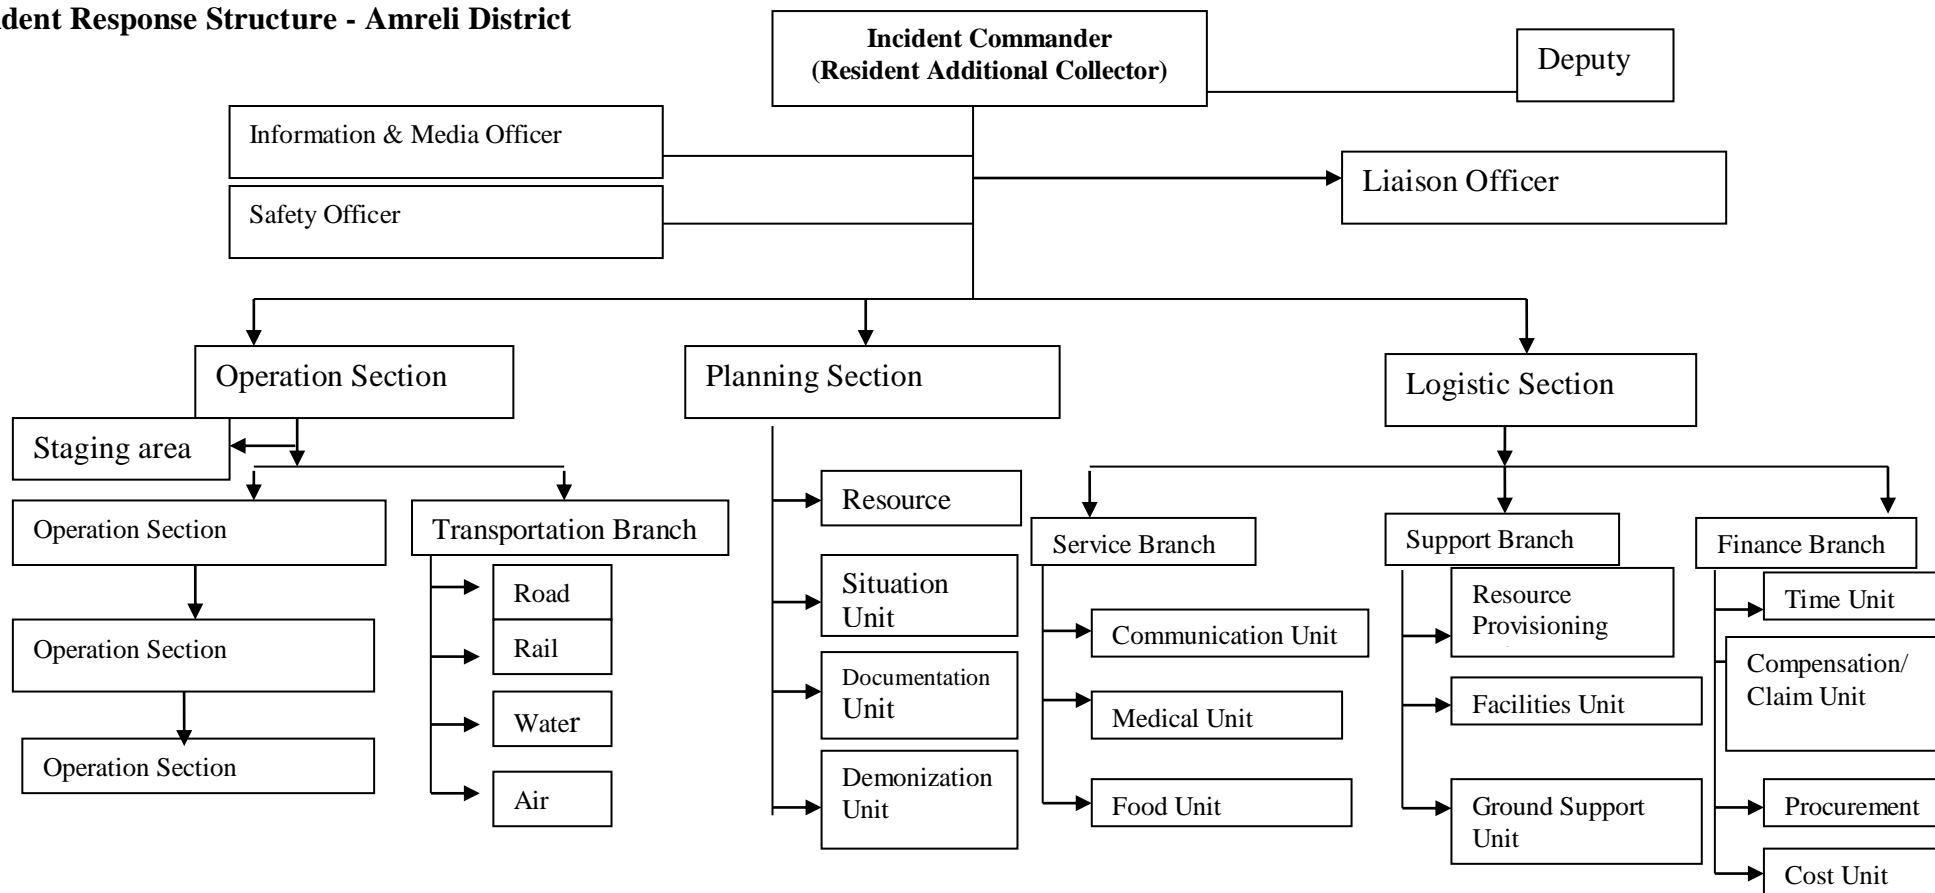 dent Response Structure - Amreli District
Incident Commander
(Resident Additional Collector)
Deputy
Information & Media Officer
Liaison Officer
Safety Officer
Operation Section
Planning Section
Logistic Section
Staging area
Operation Section
Transportation Branch
Resource
Service Branch
Support Branch
Finance Branch
Road
Rail
Water
Air
Operation Section
Operation Section
Situation
Unit
Documentation
Unit
Demonization
Unit
Communication Unit
Medical Unit
Food Unit
Resource
Provisioning
Facilities Unit
Ground Support
Unit
Time Unit
Compensation/
Claim Unit
Procurement
Cost Unit